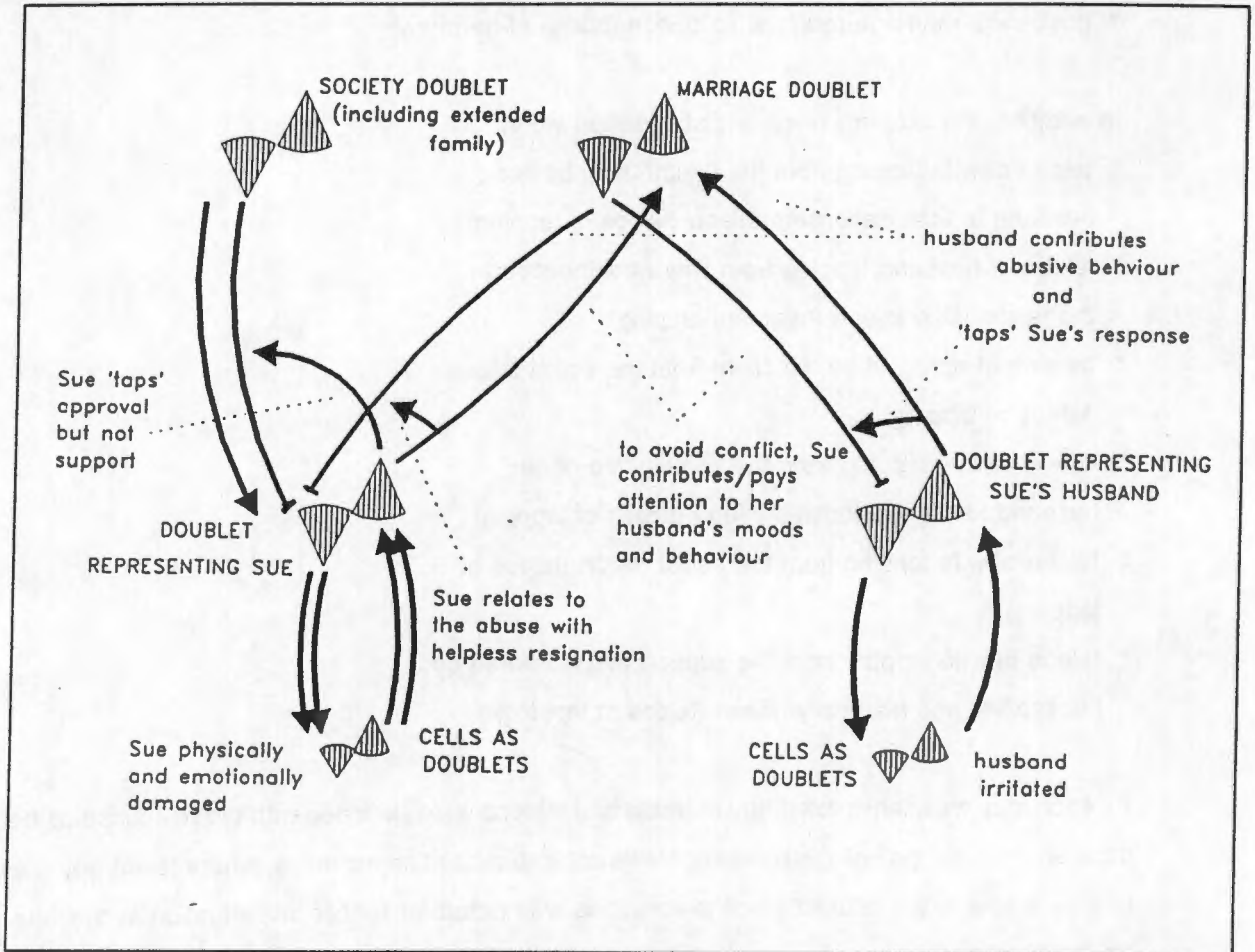 SOCIETY DOUBLET
(including extended
family)
MARRIAGE DOUBLET
husband contributes
abusive behviour
and
'taps' Sue's response
Sue 'taps'
approval
but not
support
to avoid conflict, Sue
contributes/pays
attention to her
husband's moods
and behaviour
DOUBLET REPRESENTING
SUE'S HUSBAND
DOUBLET
REPRESENTING SUE
Sue relates to
the abuse with
helpless resignation
Sue physically
and emotionally
damaged
CELLS AS
DOUBLETS
CELLS AS
DOUBLETS
husband
irritated